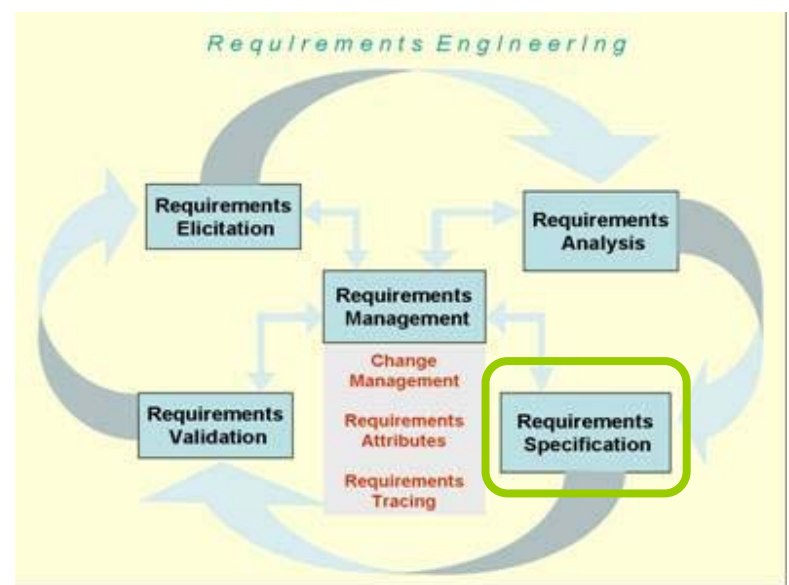 Requirements Engineering
Requirements
Elicitation
Requirements
Analysis
Requirements
Management
Change
Management
Requirements
Attributes
Requirements
Tracing
Requirements
Validation
Requirements
Specification